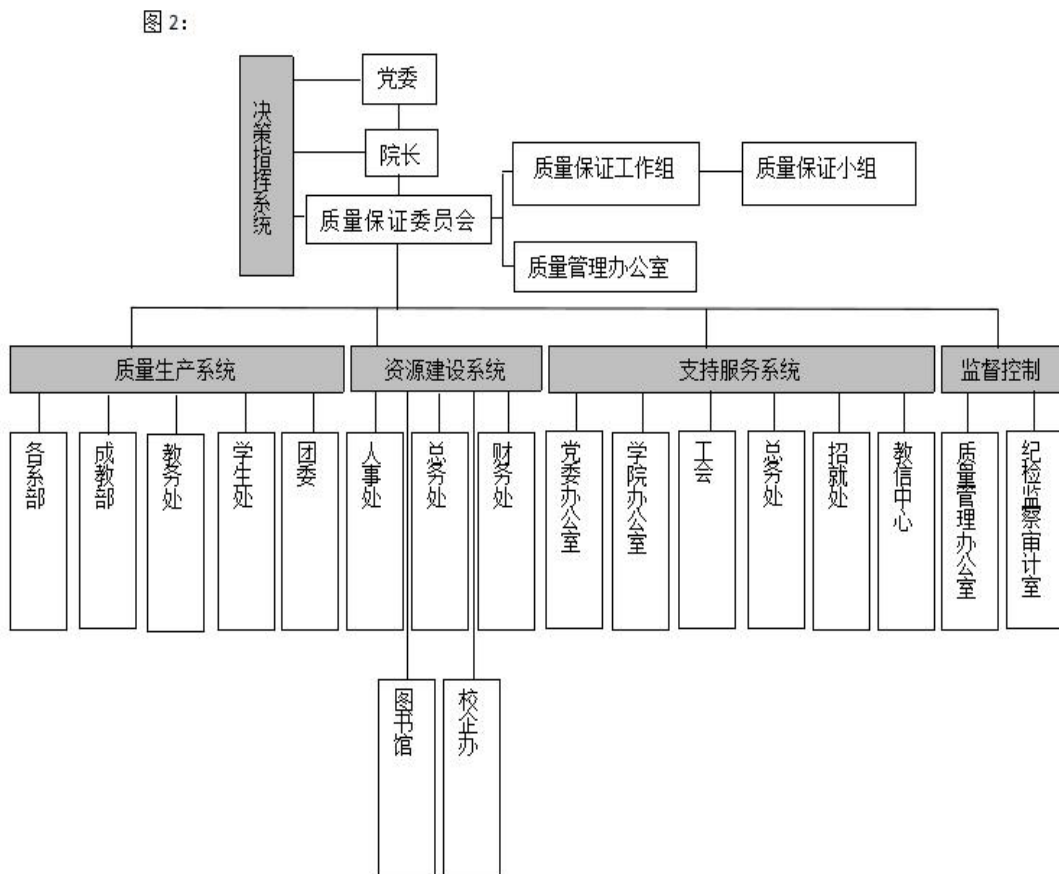 图 2：
党委
决策指挥系统
院长
质量保证工作组
质量保证小组
质量保证委员会
质量管理办公室
质量生产系统
资源建设系统
支持服务系统
监督控制
各系部
成教部
教务处
学生处
团委
人事处
总务处
财务处
党委办公室
学院办公室
工会
总务处
招就处
教信中心
质量管理办公室
纪检监察审计室
图书馆
校企办